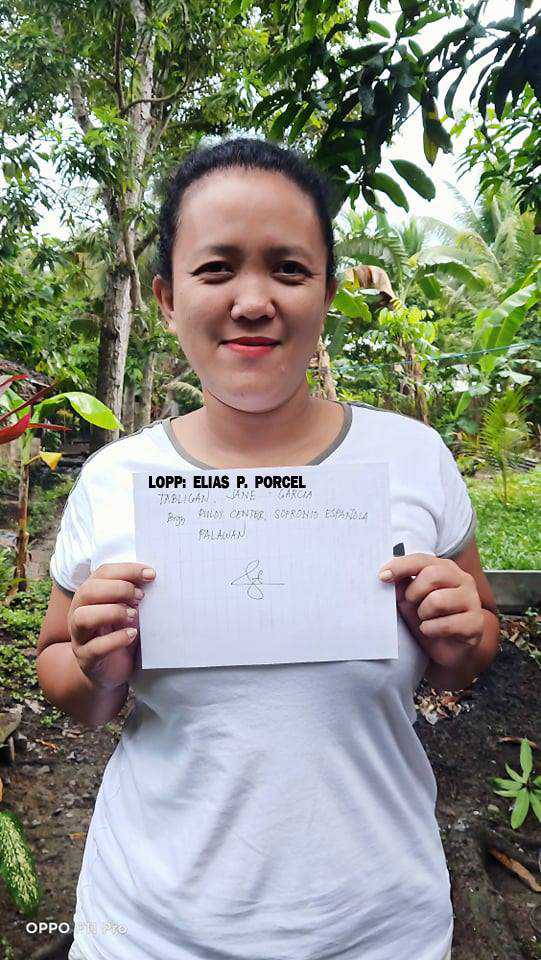 LOPP: ELIAS P. PORCEL
TABLIGAN, JANE GARCIA
Brgy PULOT CENTER, SOFRONIO ESPAÑOLA
PALAWAN
OPPO F11 Pro